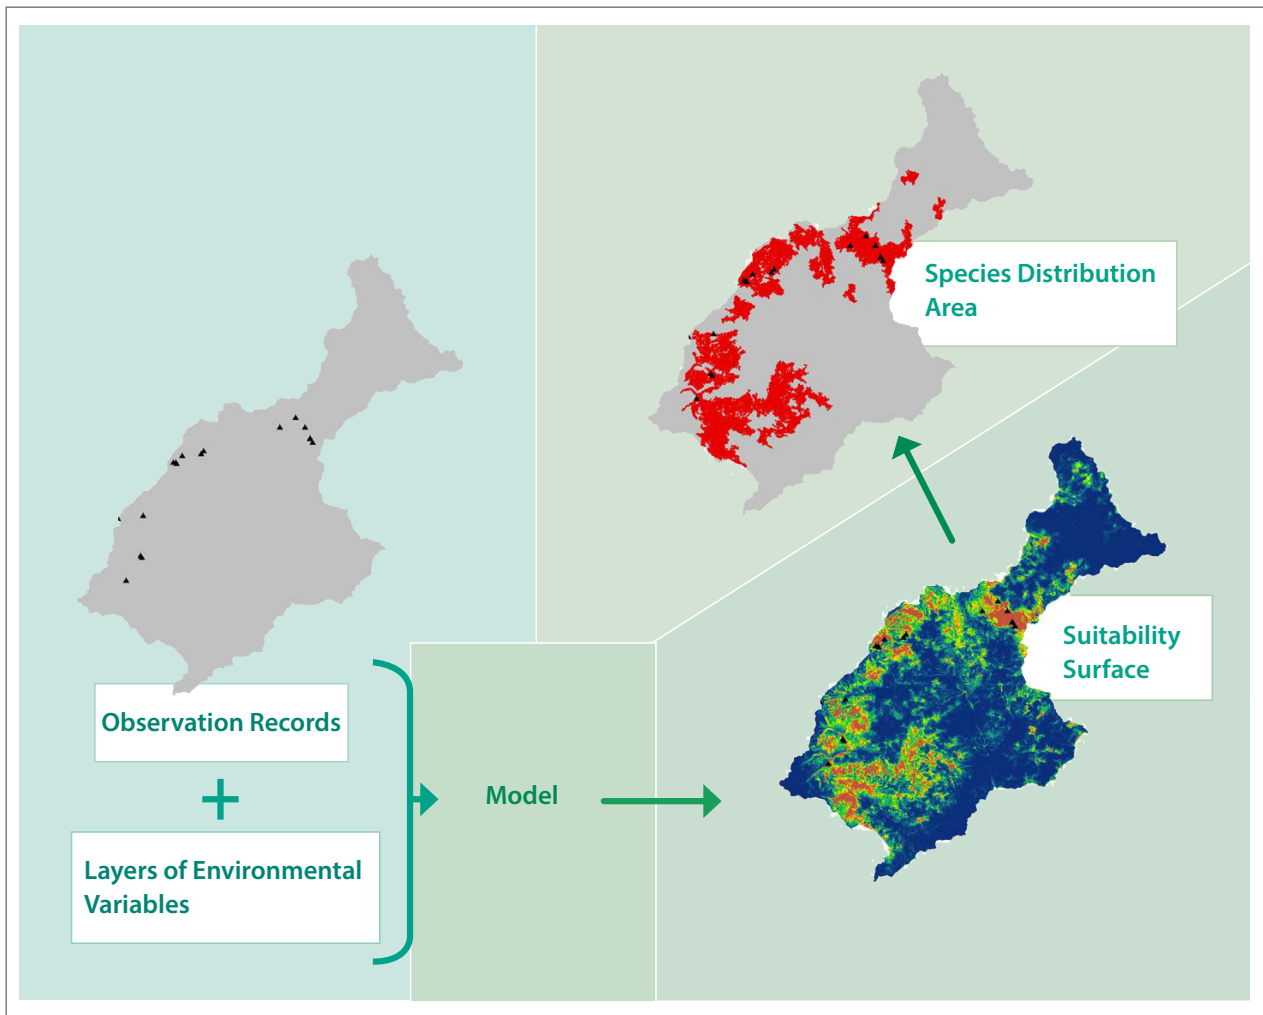 Observation Records
+
Layers of Environmental
Variables
Model
Suitability
Surface
Species Distribution
Area